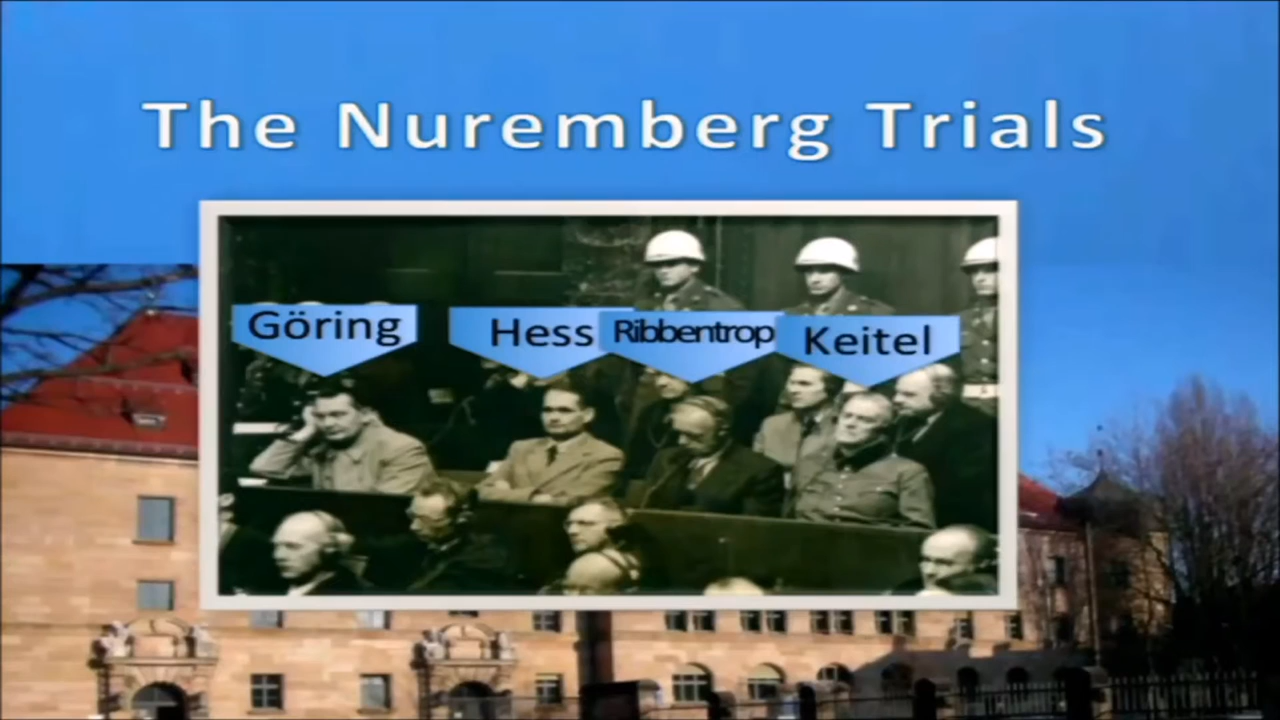 The Nuremberg Trials
Göring
Hess
Ribbentrop
Keitel